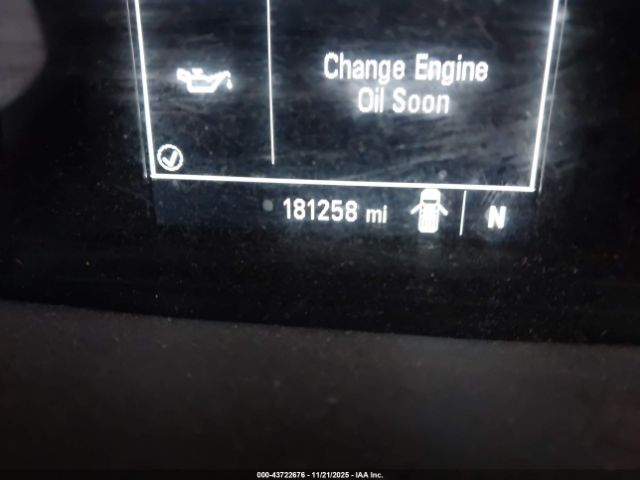 Change Engine
Oil Soon
181258 mi
N
000-43722676 - 11/21/2025 - IAA Inc.